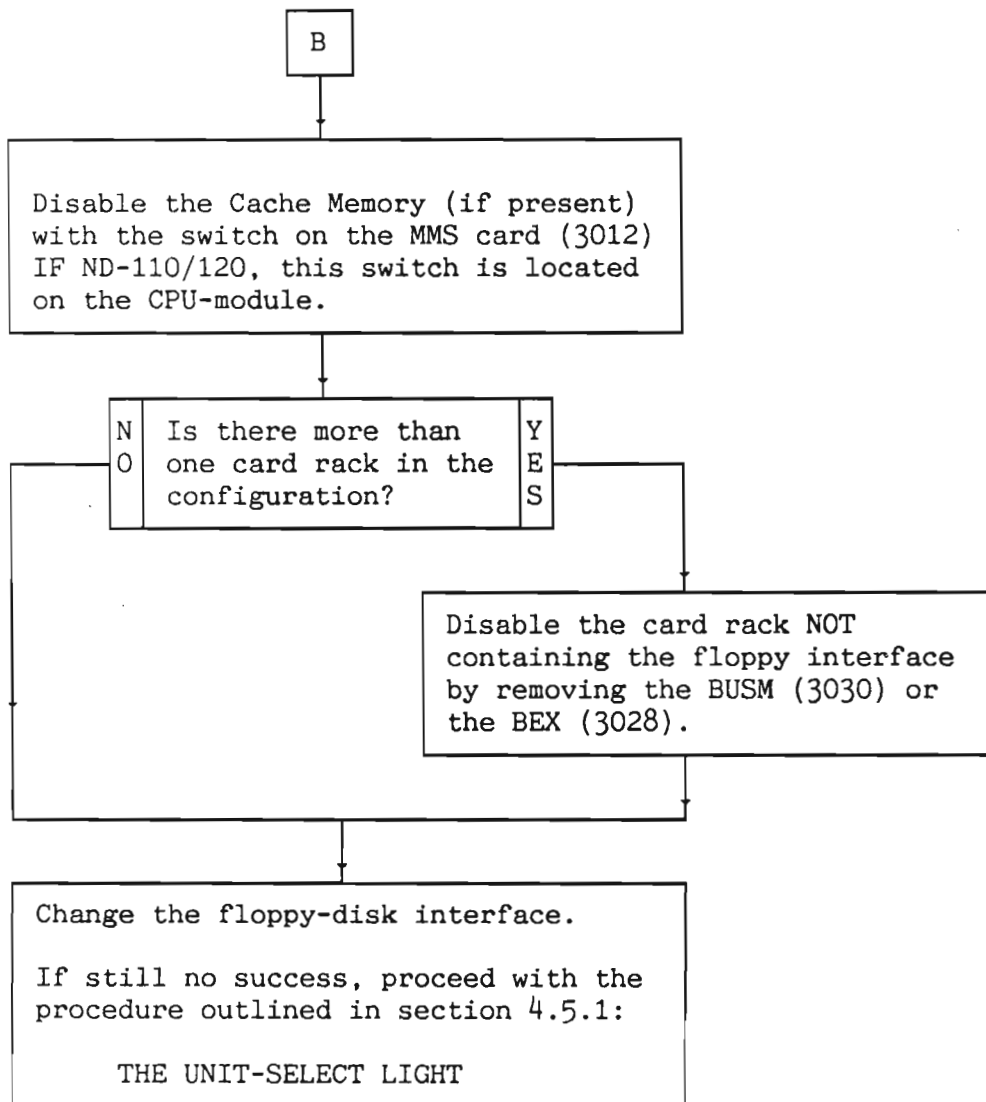 B
Disable the Cache Memory (if present)
with the switch on the MMS card (3012)
IF ND-110/120, this switch is located
on the CPU-module.
NO
Is there more than
one card rack in the
configuration?
YES
Disable the card rack NOT
containing the floppy interface
by removing the BUSM (3030) or
the BEX (3028).
Change the floppy-disk interface.
If still no success, proceed with the
procedure outlined in section 4.5.1:
THE UNIT-SELECT LIGHT